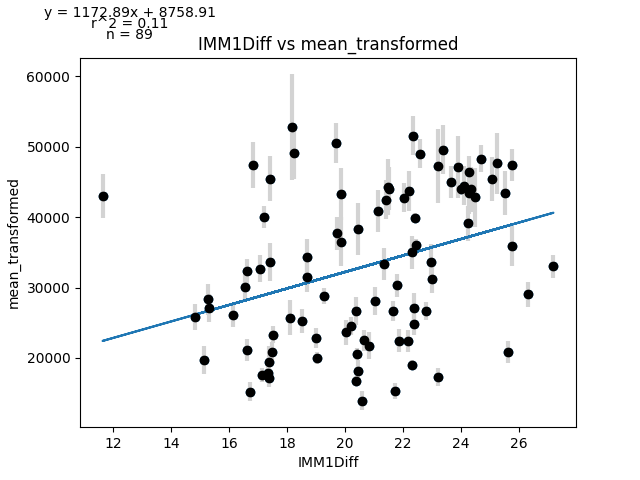 y = 1172.89x + 8758.91
r^2 = 0.11
n = 89
IMM1Diff vs mean_transformed
60000
50000
40000
30000
20000
mean_transformed
12 14 16 18 20 22 24 26
IMM1Diff